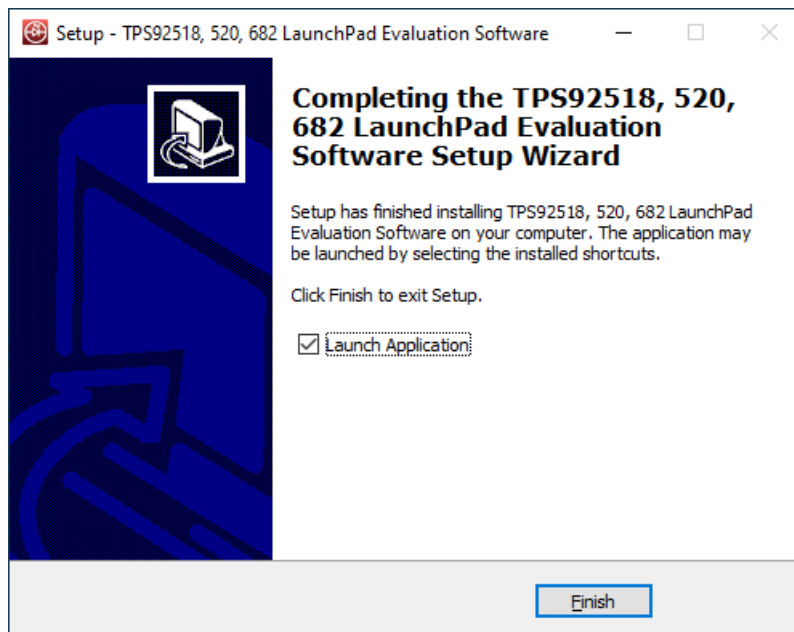 Setup - TPS92518, 520, 682 LaunchPad Evaluation Software
Completing the TPS92518, 520,
682 LaunchPad Evaluation
Software Setup Wizard
Setup has finished installing TPS92518, 520, 682 LaunchPad
Evaluation Software on your computer. The application may
be launched by selecting the installed shortcuts.
Click Finish to exit Setup.
Launch Application
Finish